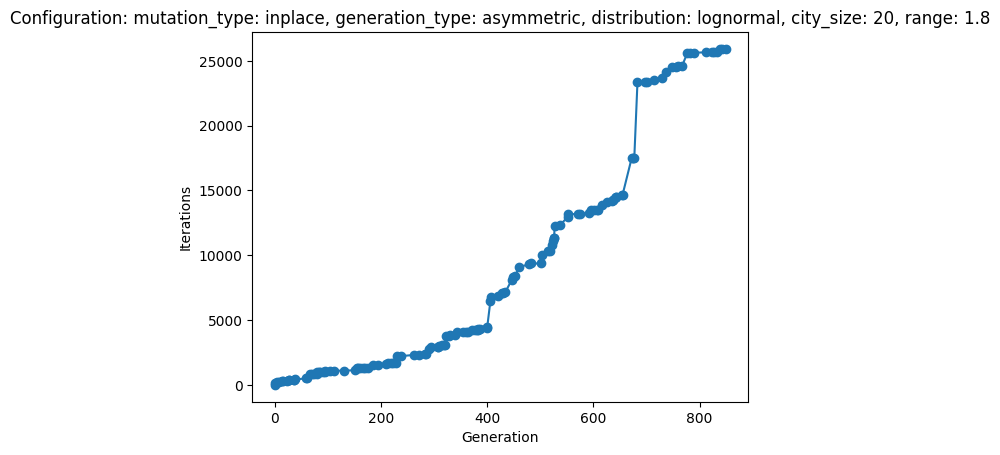 Configuration: mutation_type: inplace, generation_type: asymmetric, distribution: lognormal, city_size: 20, range: 1.8
25000
20000
15000
10000
5000
0
Iterations
0 200 400 600 800
Generation